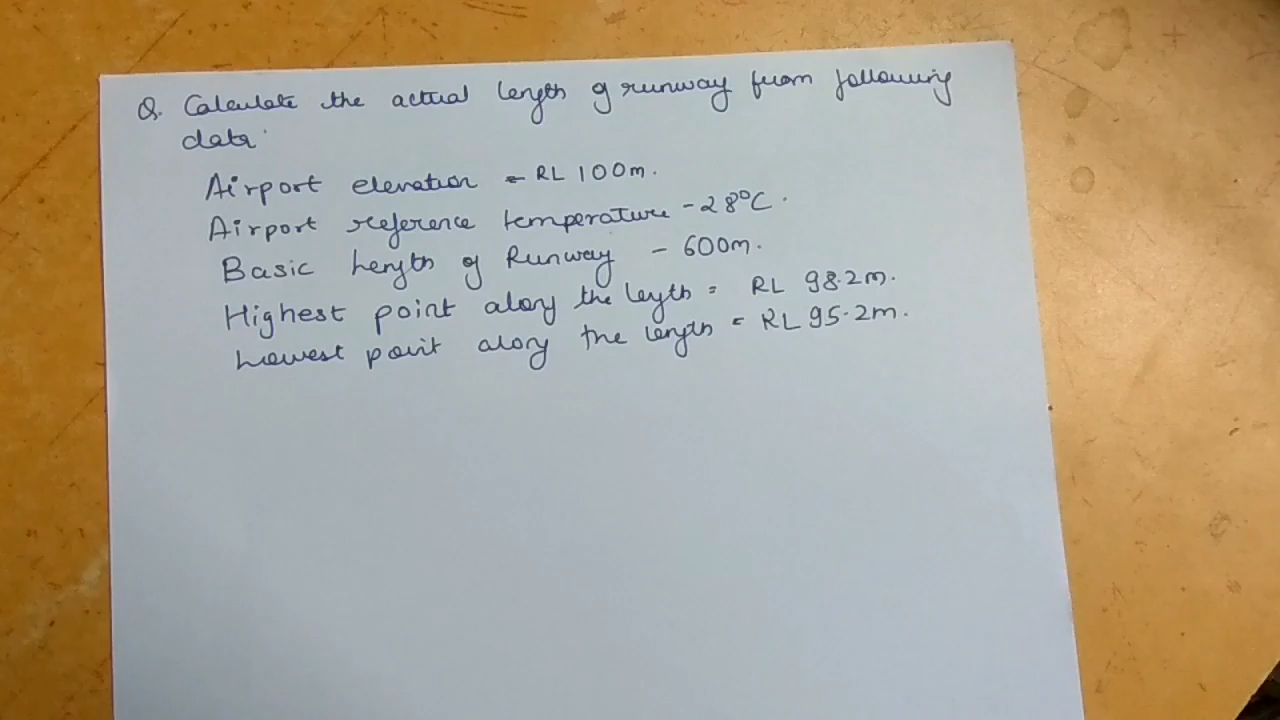 Q. Calculate the actual length of runway from following
data
Airport elevation = RL 100m.
Airport reference temperature - 28°C.
Basic Length of Runway - 600m.
Highest point along the length = RL 98.2m.
Lowest point along the length = RL 95.2m.